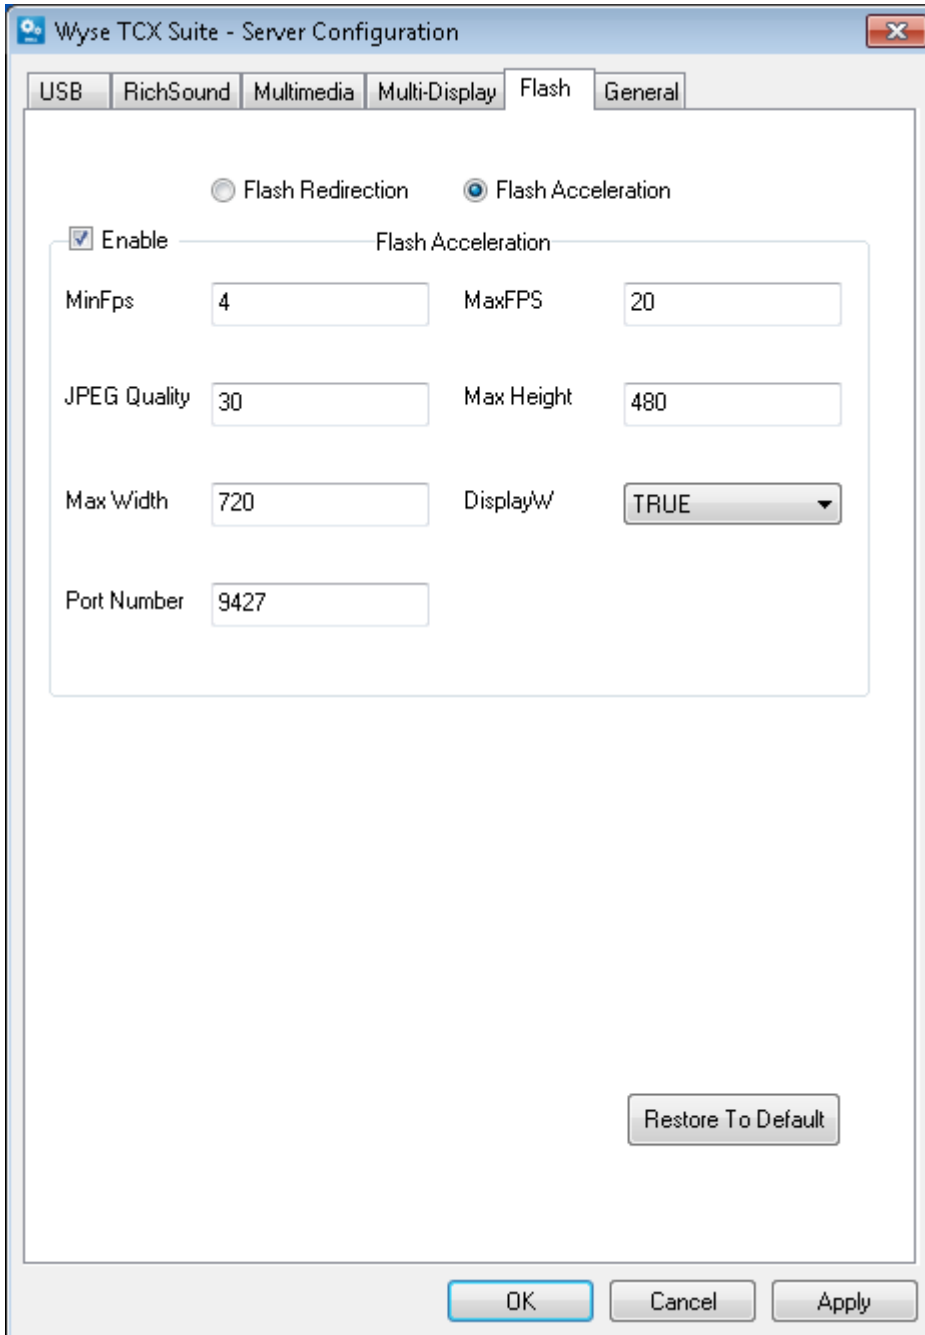 Wyse TCX Suite - Server Configuration
USB RichSound Multimedia Multi-Display Flash General
Flash Redirection Flash Acceleration
Enable Flash Acceleration
MinFps 4 MaxFPS 20
JPEG Quality 30 Max Height 480
Max Width 720 DisplayW TRUE
Port Number 9427
Restore To Default
OK Cancel Apply